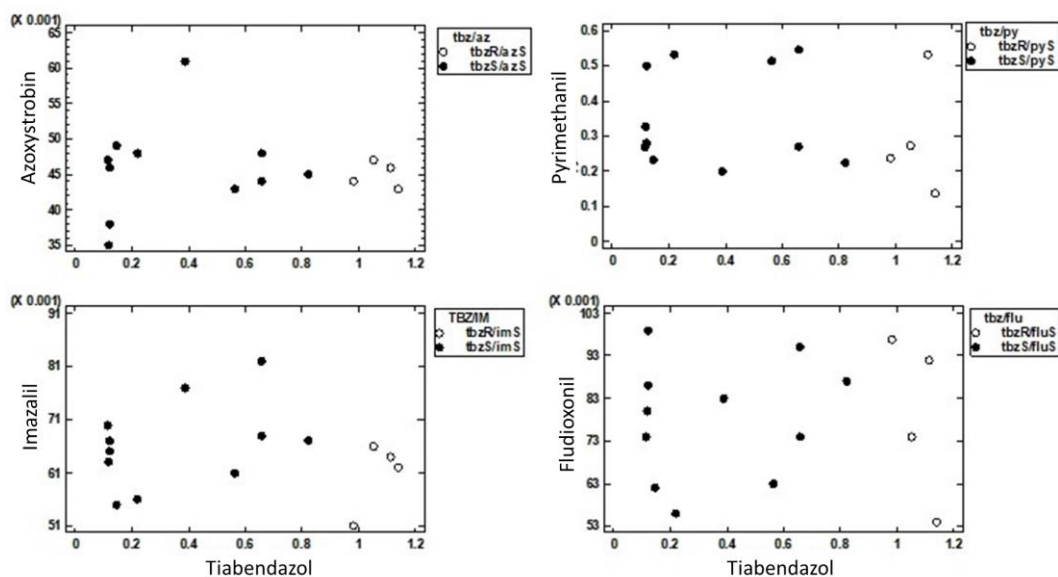 (X 0.001)
65
60
55
50
45
40
35
0 0.2 0.4 0.6 0.8 1 1.2
Azoxystrobin
tbz/az
tbzR/azS
tbzS/azS
0.6
0.5
0.4
0.3
0.2
0.1
0
0 0.2 0.4 0.6 0.8 1 1.2
Pyrimethanil
tbz/py
tbzR/pyS
tbzS/pyS
(X 0.001)
91
81
71
61
51
0 0.2 0.4 0.6 0.8 1 1.2
Imazalil
Tiabendazol
TBZ/IM
tbzR/imS
tbzS/imS
(X 0.001)
103
93
83
73
63
53
0 0.2 0.4 0.6 0.8 1 1.2
Fludioxonil
Tiabendazol
tbz/flu
tbzR/fluS
tbzS/fluS